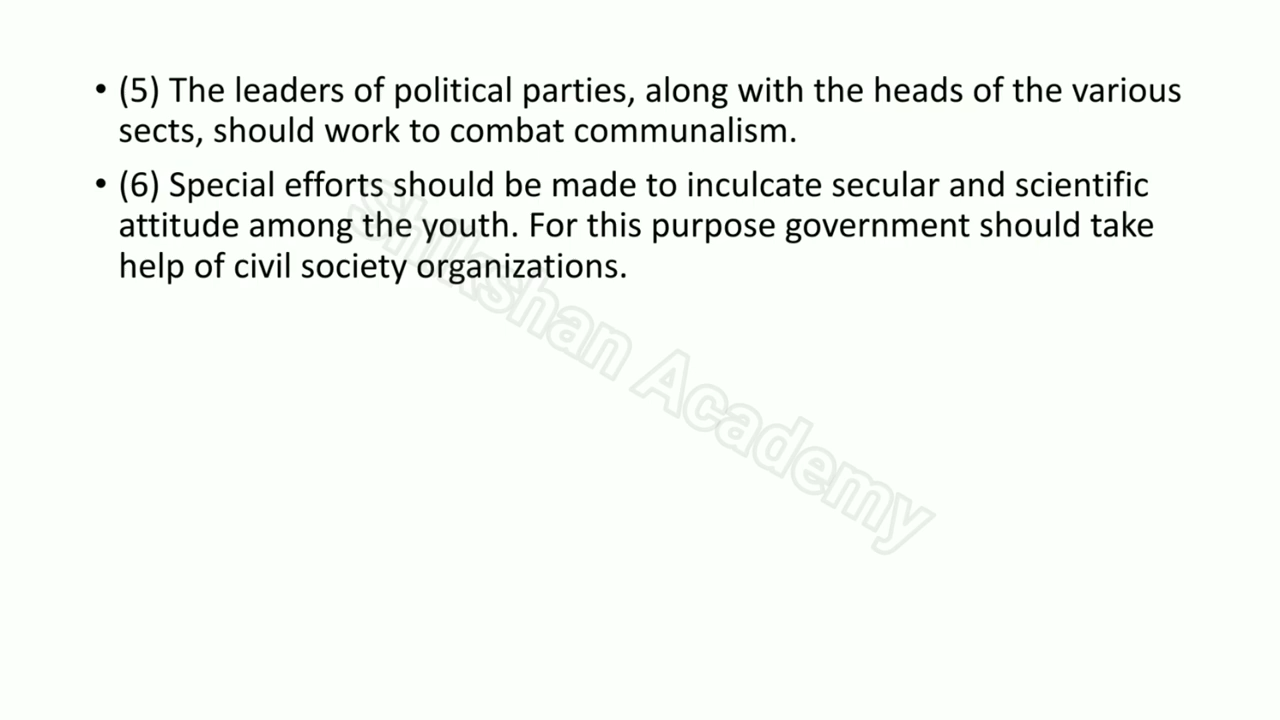 • (5) The leaders of political parties, along with the heads of the various
sects, should work to combat communalism.
• (6) Special efforts should be made to inculcate secular and scientific
attitude among the youth. For this purpose government should take
help of civil society organizations.
Shikshan Academy